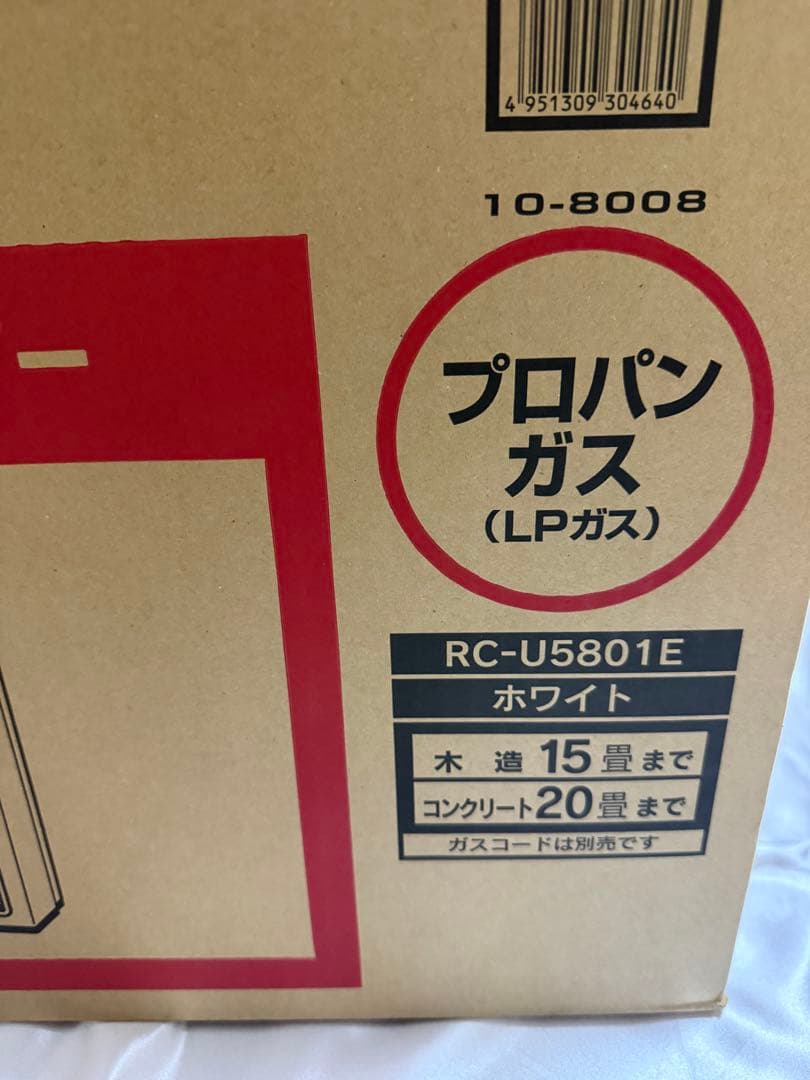 4 951309 304640
10-8008
ー
プロパン
ガス
(LPガス)
RC-U5801E
ホワイト
木 造 15畳まで
コンクリート20畳まで
ガスコードは別売です